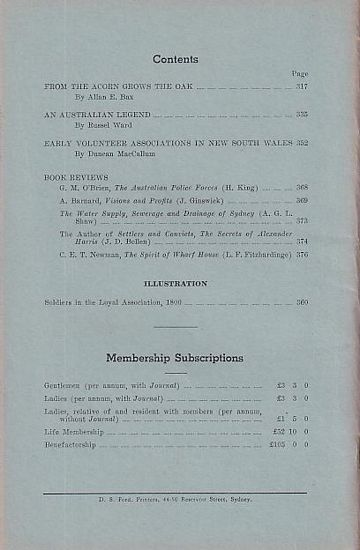 Contents
Page
FROM THE ACORN GROWS THE OAK 317
By Allan E. Bax
AN AUSTRALIAN LEGEND 335
By Russel Ward
EARLY VOLUNTEER ASSOCIATIONS IN NEW SOUTH WALES 352
By Duncan MacCallum
BOOK REVIEWS
G. M. O'Brien, The Australian Police Forces (H. King) 368
A. Barnard, Visions and Profits (J. Ginswick) 369
The Water Supply, Sewerage and Drainage of Sydney (A. G. L.
Shaw) 373
The Author of Settlers and Convicts, The Secrets of Alexander
Harris (J. D. Bollen) 374
C. E. T. Newman, The Spirit of Wharf House (L. F. Fitzhardinge) 376
ILLUSTRATION
Soldiers in the Loyal Association, 1800 360
Membership Subscriptions
Gentlemen (per annum, with Journal) £3 3 0
Ladies (per annum, with Journal) £3 3 0
Ladies, relative of and resident with members (per annum,
without Journal) £1 5 0
Life Membership £52 10 0
Benefactorship £105 0 0
D. S. Ford, Printers, 44-50 Reservoir Street, Sydney.